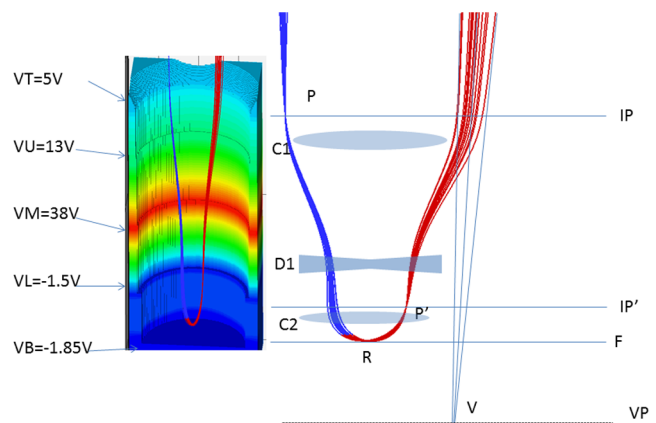 VT=5V
VU=13V
VM=38V
VL=-1.5V
VB=-1.85V
P
IP
C1
D1
IP’
P’
C2
F
R
V
VP